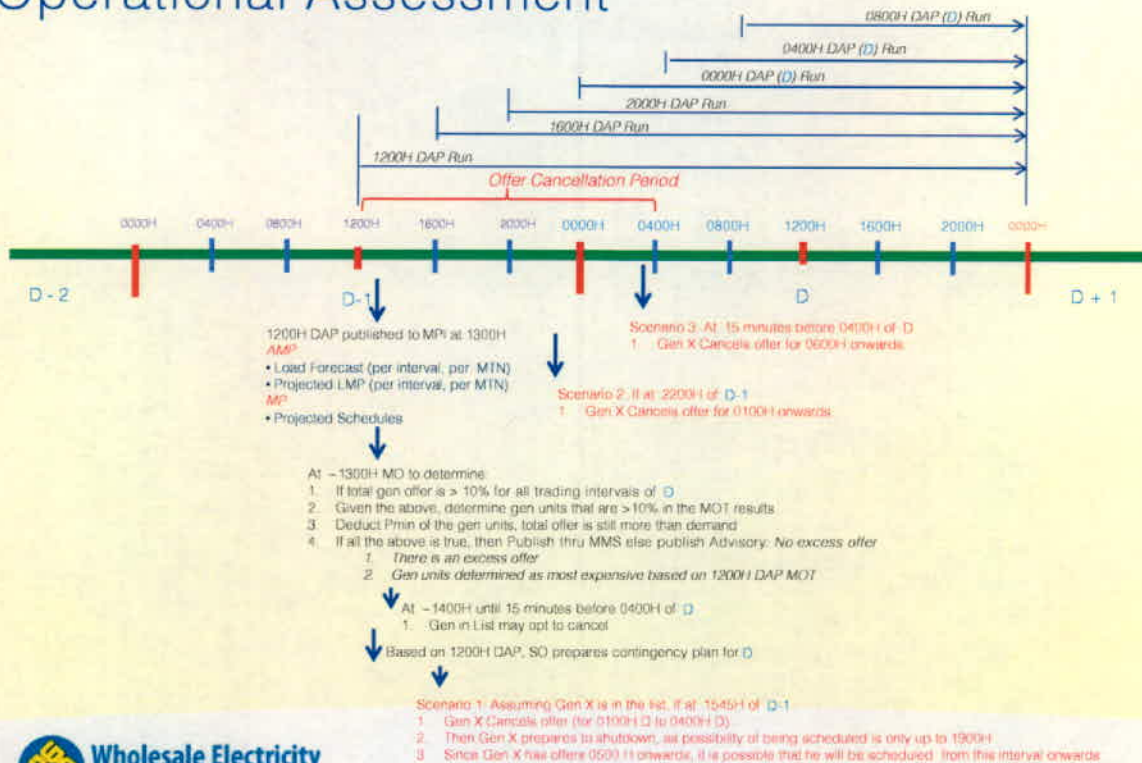 Operational Assessment
0800H DAP (D) Run
0400H DAP (D) Run
0000H DAP (D) Run
2000H DAP Run
1600H DAP Run
1200H DAP Run
Offer Cancellation Period
0000H 0400H 0800H 1200H 1600H 2000H 0000H 0400H 0800H 1200H 1600H 2000H 0000H
D - 2 D-1 D D + 1
1200H DAP published to MPI at 1300H
AMP
• Load Forecast (per interval, per MTN)
• Projected LMP (per interval, per MTN)
MP
• Projected Schedules
Scenario 3: At 15 minutes before 0400H of D
1. Gen X Cancels offer for 0600H onwards
Scenario 2: If at 2200H of D-1
1. Gen X Cancels offer for 0100H onwards
At ~1300H MO to determine:
1. If total gen offer is > 10% for all trading intervals of D
2. Given the above, determine gen units that are >10% in the MOT results
3. Deduct Pmin of the gen units, total offer is still more than demand
4. If all the above is true, then Publish thru MMS else publish Advisory: No excess offer
1. There is an excess offer
2. Gen units determined as most expensive based on 1200H DAP MOT
At ~1400H until 15 minutes before 0400H of D
1. Gen in List may opt to cancel
Based on 1200H DAP, SO prepares contingency plan for D
Scenario 1: Assuming Gen X is in the list, if at 1545H of D-1
1. Gen X Cancels offer (for 0100H D to 0400H D)
2. Then Gen X prepares to shutdown, as possibility of being scheduled is only up to 1900H
3. Since Gen X has offers 0500 H onwards, it is possible that he will be scheduled from this interval onwards
Wholesale Electricity